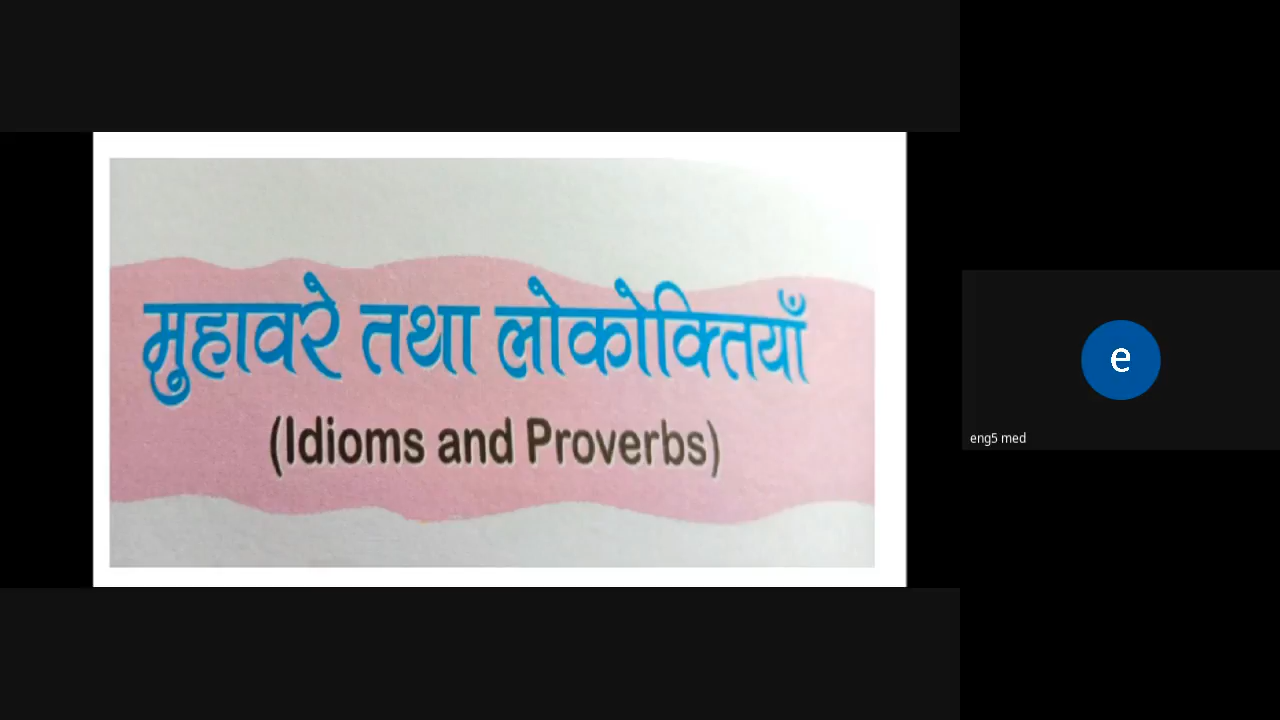 मुहावरे तथा लोकोक्तियाँ
(Idioms and Proverbs)
e
eng5 med